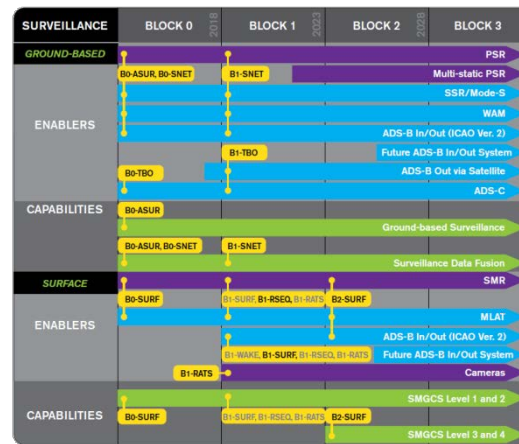 SURVEILLANCE BLOCK 0 2018 BLOCK 1 2023 BLOCK 2 2028 BLOCK 3
GROUND-BASED PSR
B0-ASUR, B0-SNET B1-SNET Multi-static PSR
SSR/Mode-S
ENABLERS WAM
ADS-B In/Out (ICAO Ver. 2)
B1-TBO Future ADS-B In/Out System
B0-TBO ADS-B Out via Satellite
ADS-C
CAPABILITIES B0-ASUR
Ground-based Surveillance
B0-ASUR, B0-SNET B1-SNET
Surveillance Data Fusion
SURFACE SMR
B0-SURF B1-SURF, B1-RSEQ, B1-RATS B2-SURF
ENABLERS MLAT
ADS-B In/Out (ICAO Ver. 2)
B1-WAKE, B1-SURF, B1-RSEQ, B1-RATS Future ADS-B In/Out System
B1-RATS Cameras
SMGCS Level 1 and 2
CAPABILITIES B0-SURF B1-SURF, B1-RSEQ, B1-RATS B2-SURF
SMGCS Level 3 and 4